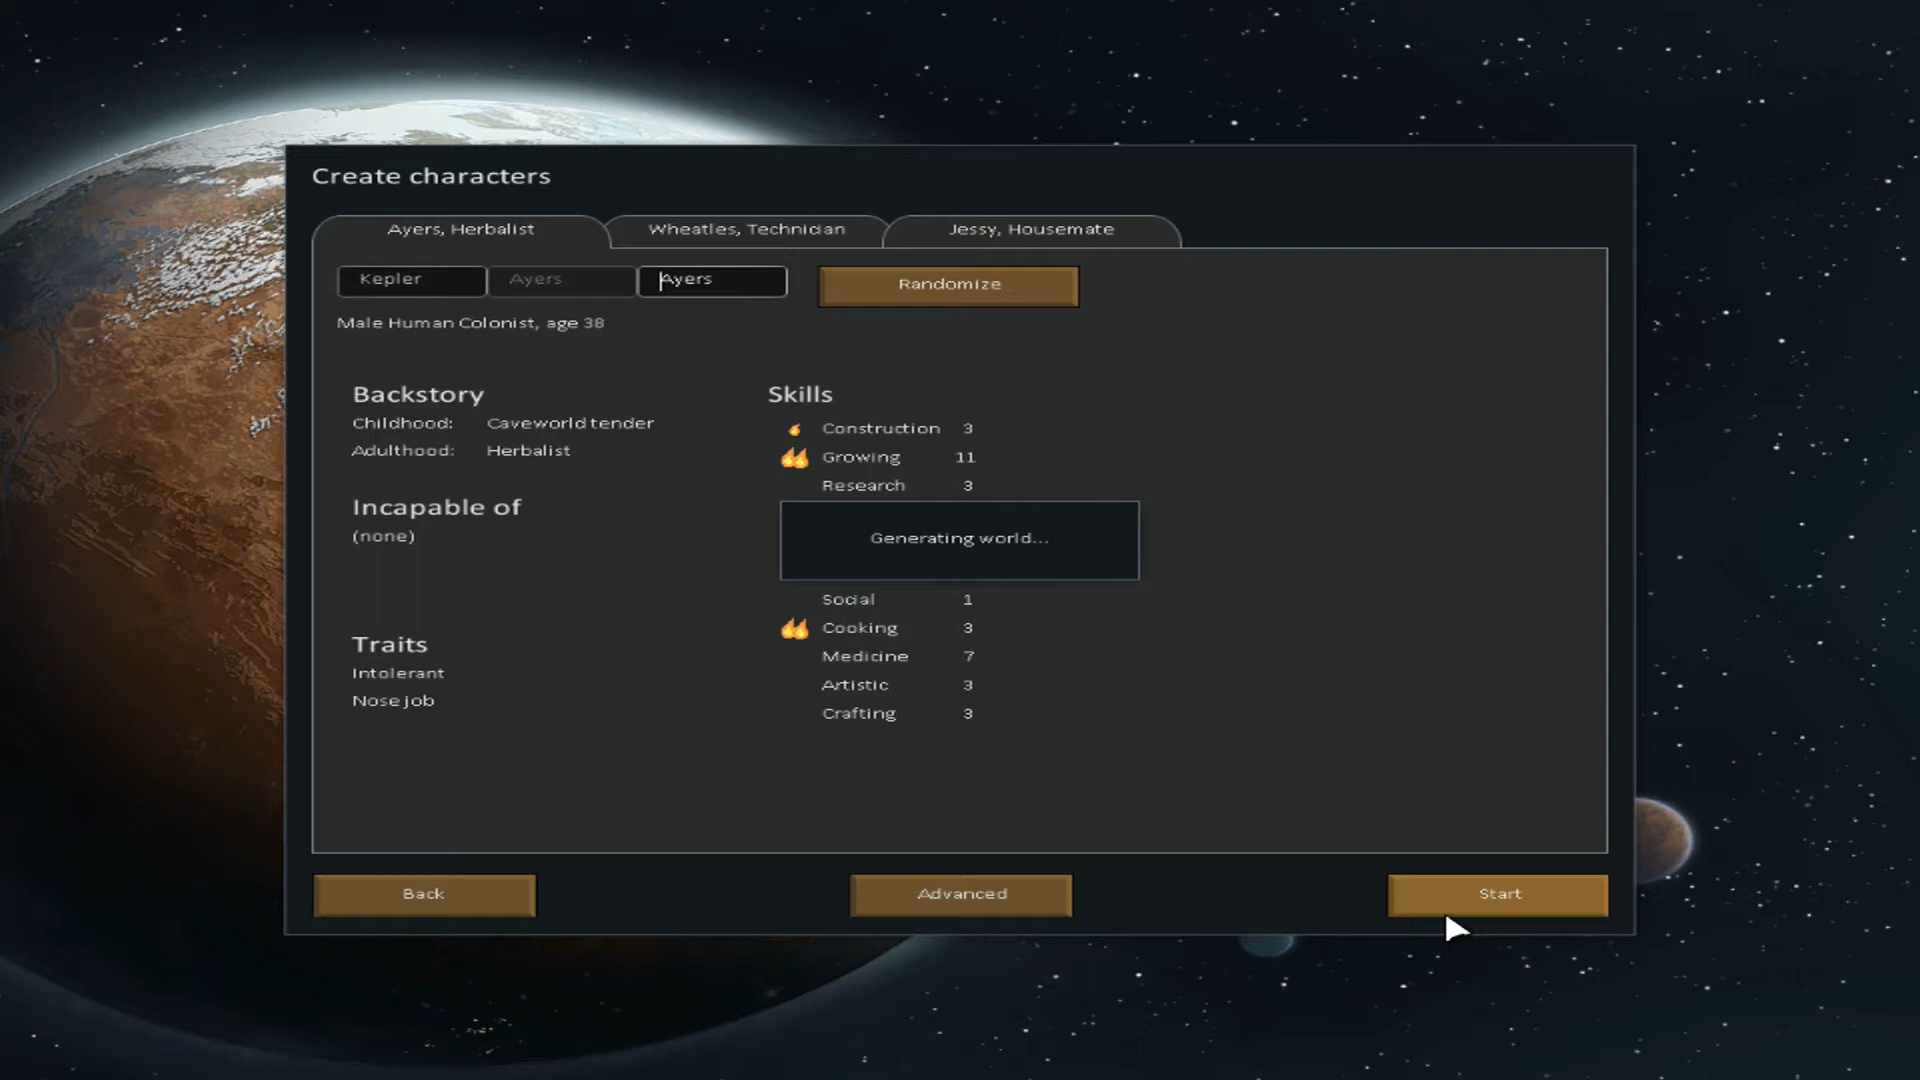 Create characters
Ayers, Herbalist
Wheatles, Technician
Jessy, Housemate
Kepler
Ayers
Ayers
Randomize
Male Human Colonist, age 38
Backstory
Childhood: Caveworld tender
Adulthood: Herbalist
Incapable of
(none)
Traits
Intolerant
Nose job
Skills
Construction 3
Growing 11
Research 3
Generating world...
Social 1
Cooking 3
Medicine 7
Artistic 3
Crafting 3
Back
Advanced
Start